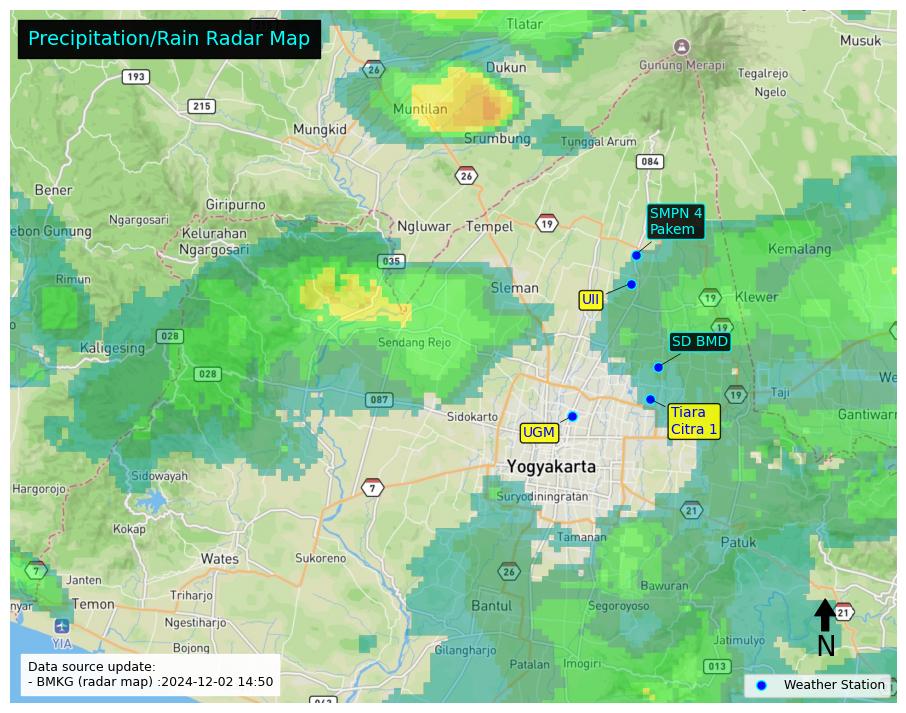 Precipitation/Rain Radar Map
Tlatar
Musuk
193
26
Dukun
Gunung Merapi
Tegalrejo
Ngelo
215
Muntilan
Mungkid
Srumbung
Tunggal Arum
084
26
Bener
Giripurno
SMPN 4
Pakem
Ngargosari
Ngluwar
Tempel
19
ebon Gunung
Kelurahan
Ngargosari
Kemalang
035
Rimun
Sleman
UII
19
Klewer
19
028
Kaligesing
Sendang Rejo
SD BMD
028
We
087
Taji
19
Sidokarto
Tiara
Citra 1
Gantiwarr
UGM
Yogyakarta
Sidowayah
Hargorojo
7
Suryodiningratan
21
Kokap
Tamanan
Patuk
Wates
Sukoreno
7
26
Janten
Bawuran
Triharjo
nyar
Temon
Bantul
Segoroyoso
21
Ngestiharjo
YIA
Jatimulyo
N
Bojong
Gilangharjo
Patalan
Imogiri
013
Data source update:
- BMKG (radar map) :2024-12-02 14:50
Weather Station